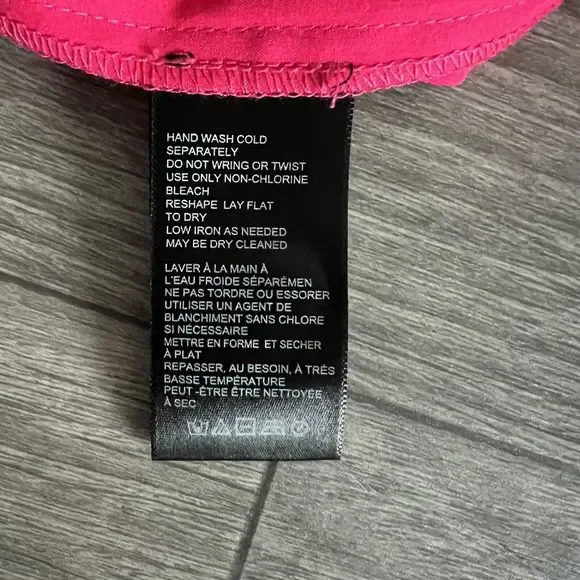 HAND WASH COLD
SEPARATELY
DO NOT WRING OR TWIST
USE ONLY NON-CHLORINE
BLEACH
RESHAPE LAY FLAT
TO DRY
LOW IRON AS NEEDED
MAY BE DRY CLEANED
LAVER À LA MAIN À
L'EAU FROIDE SÉPARÉMEN
NE PAS TORDRE OU ESSORER
UTILISER UN AGENT DE
BLANCHIMENT SANS CHLORE
SI NÉCESSAIRE
METTRE EN FORME ET SECHER
À PLAT
REPASSER, AU BESOIN, À TRÉS
BASSE TEMPÉRATURE
PEUT -ÊTRE ÊTRE NETTOYÉE
À SEC